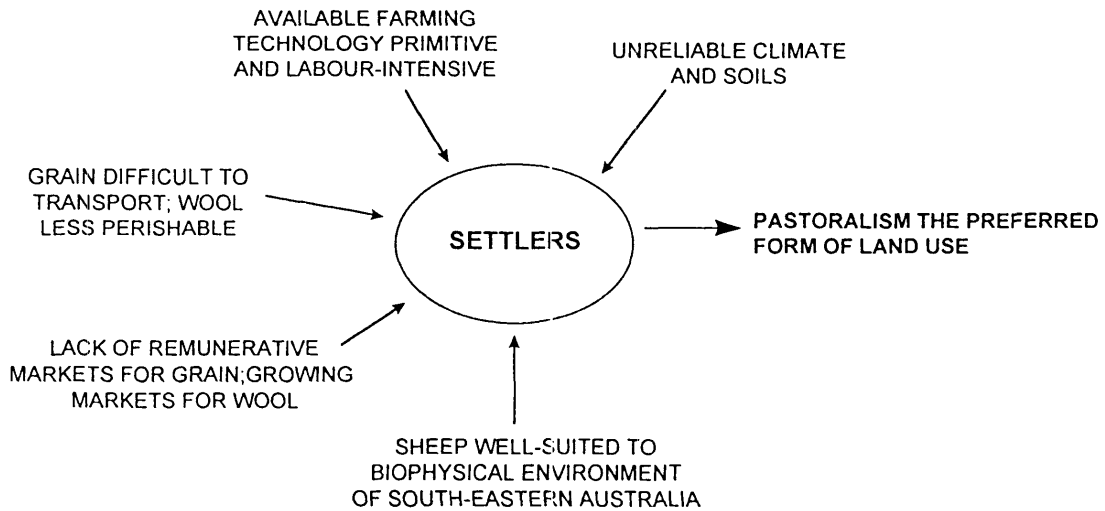 AVAILABLE FARMING
TECHNOLOGY PRIMITIVE
AND LABOUR-INTENSIVE
UNRELIABLE CLIMATE
AND SOILS
GRAIN DIFFICULT TO
TRANSPORT; WOOL
LESS PERISHABLE
SETTLERS
PASTORALISM THE PREFERRED
FORM OF LAND USE
LACK OF REMUNERATIVE
MARKETS FOR GRAIN;GROWING
MARKETS FOR WOOL
SHEEP WELL-SUITED TO
BIOPHYSICAL ENVIRONMENT
OF SOUTH-EASTERN AUSTRALIA